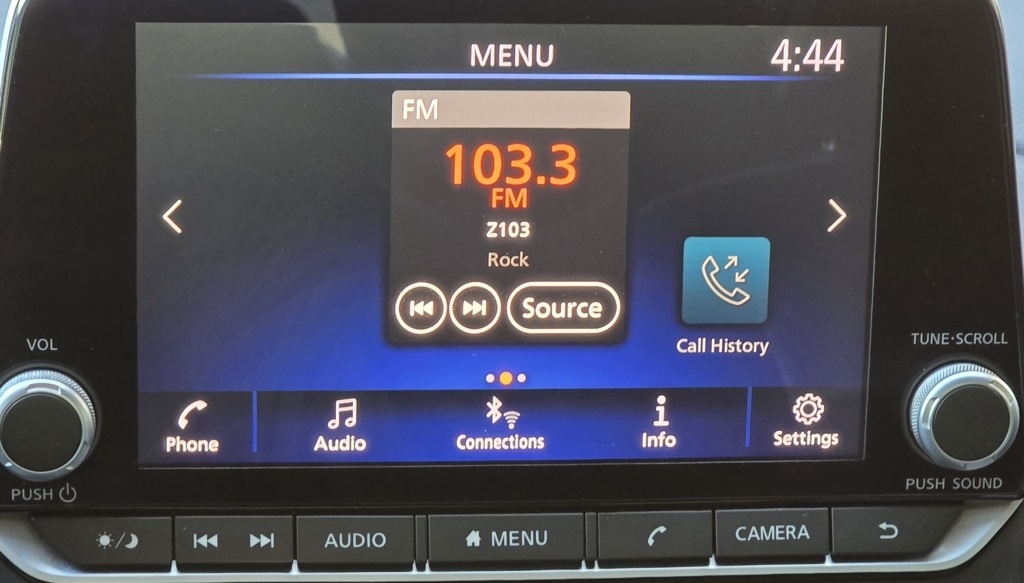 MENU 4:44
FM
103.3
FM
Z103
Rock
Source
Call History
VOL
TUNE·SCROLL
Phone Audio Connections Info Settings
PUSH
PUSH SOUND
AUDIO MENU CAMERA